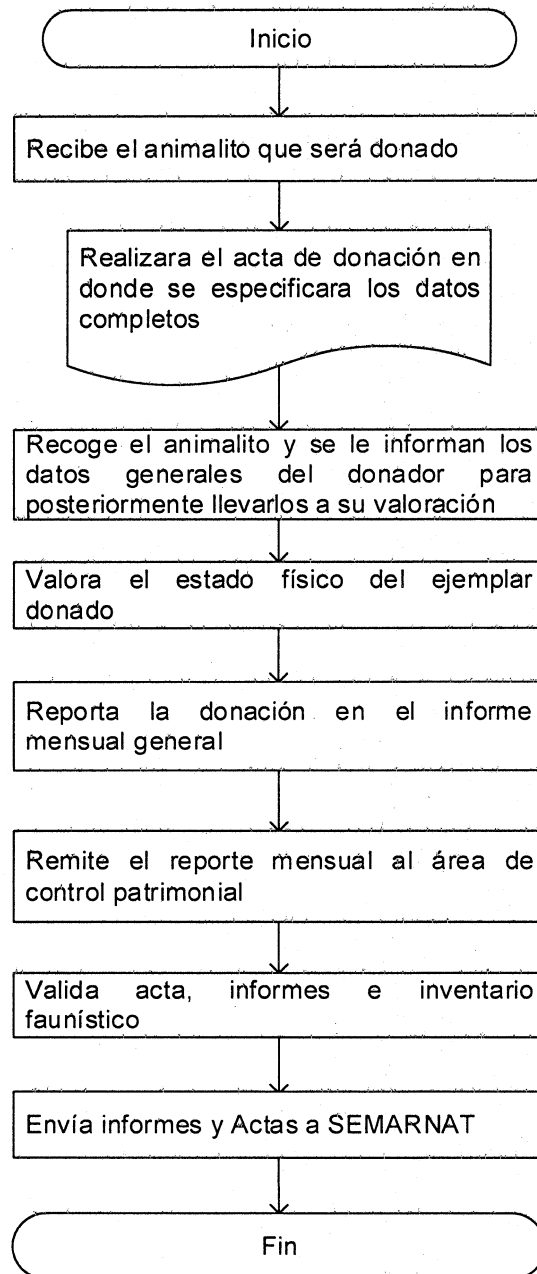 Inicio
Recibe el animalito que será donado
Realizara el acta de donación en
donde se especificara los datos
completos
Recoge el animalito y se le informan los
datos generales del donador para
posteriormente llevarlos a su valoración
Valora el estado físico del ejemplar
donado
Reporta la donación en el informe
mensual general
Remite el reporte mensual al área de
control patrimonial
Valida acta, informes e inventario
faunístico
Envía informes y Actas a SEMARNAT
Fin